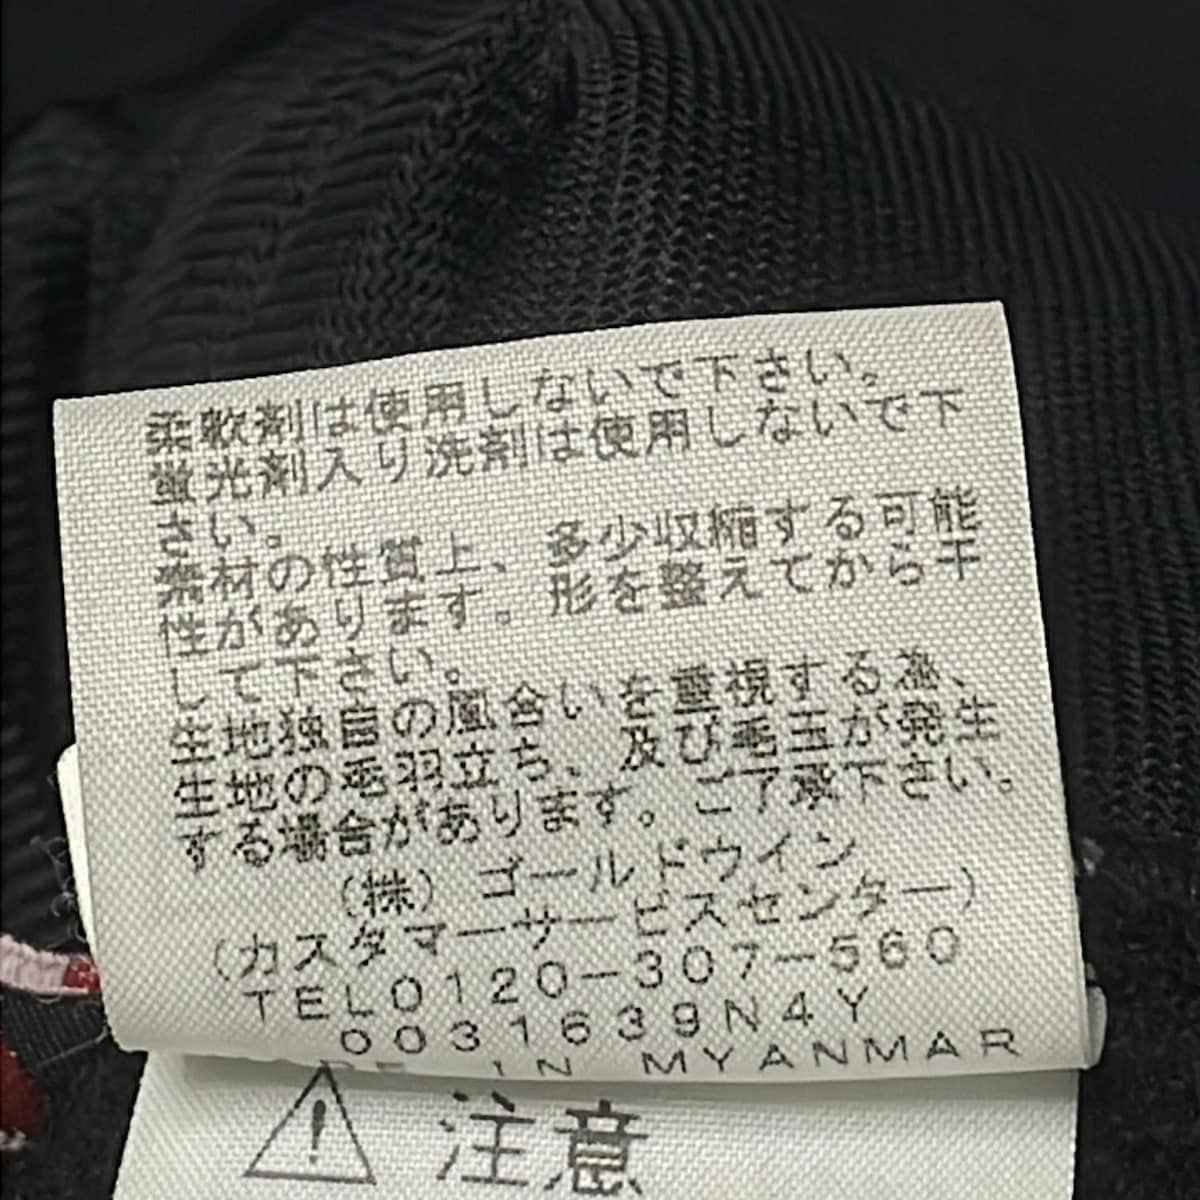 柔軟剤は使用しないで下さい。
蛍光剤入り洗剤は使用しないで下
さい。
素材の性質上、多少収縮する可能
性があります。形を整えてから干
して下さい。
生地独自の風合いを重視する為、
生地の毛羽立ち、及び毛玉が発生
する場合があります。ご了承下さい。
（株）ゴールドウイン
（カスタマーサービスセンター）
TEL0120-307-560
0031639N4Y
IN MYANMAR
注意